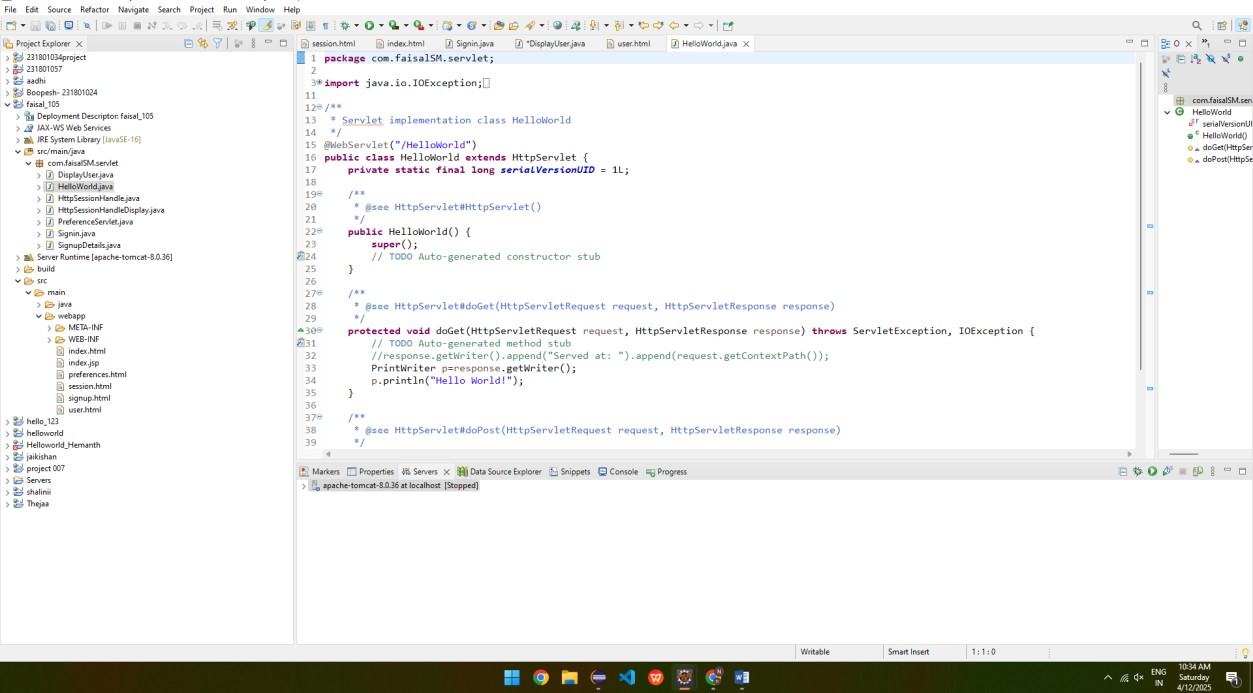 File Edit Source Refactor Navigate Search Project Run Window Help
Project Explorer
231801034project
231801057
aadhi
Boopesh- 231801024
faisal_105
Deployment Descriptor: faisal_105
JAX-WS Web Services
JRE System Library [JavaSE-16]
src/main/java
com.faisalSM.servlet
DisplayUser.java
HelloWorld.java
HttpSessionHandle.java
HttpSessionHandleDisplay.java
PreferenceServlet.java
Signin.java
SignupDetails.java
Server Runtime [apache-tomcat-8.0.36]
build
src
main
java
webapp
META-INF
WEB-INF
index.html
index.jsp
preferences.html
session.html
signup.html
user.html
hello_123
helloworld
Helloworld_Hemanth
jaikishan
project 007
Servers
shalinii
Thejaa
session.html index.html Signin.java *DisplayUser.java user.html HelloWorld.java
1 package com.faisalSM.servlet;
2
3 import java.io.IOException;
11
12 /**
13 * Servlet implementation class HelloWorld
14 */
15 @WebServlet("/HelloWorld")
16 public class HelloWorld extends HttpServlet {
17 private static final long serialVersionUID = 1L;
18
19 /**
20 * @see HttpServlet#HttpServlet()
21 */
22 public HelloWorld() {
23 super();
24 // TODO Auto-generated constructor stub
25 }
26
27 /**
28 * @see HttpServlet#doGet(HttpServletRequest request, HttpServletResponse response)
29 */
30 protected void doGet(HttpServletRequest request, HttpServletResponse response) throws ServletException, IOException {
31 // TODO Auto-generated method stub
32 //response.getWriter().append("Served at: ").append(request.getContextPath());
33 PrintWriter p=response.getWriter();
34 p.println("Hello World!");
35 }
36
37 /**
38 * @see HttpServlet#doPost(HttpServletRequest request, HttpServletResponse response)
39 */
O
com.faisalSM.ser
HelloWorld
serialVersionUI
HelloWorld()
doGet(HttpSer
doPost(HttpSe
Markers Properties Servers Data Source Explorer Snippets Console Progress
apache-tomcat-8.0.36 at localhost [Stopped]
Writable Smart Insert 1 : 1 : 0
ENG
IN
10:34 AM
Saturday
4/12/2025